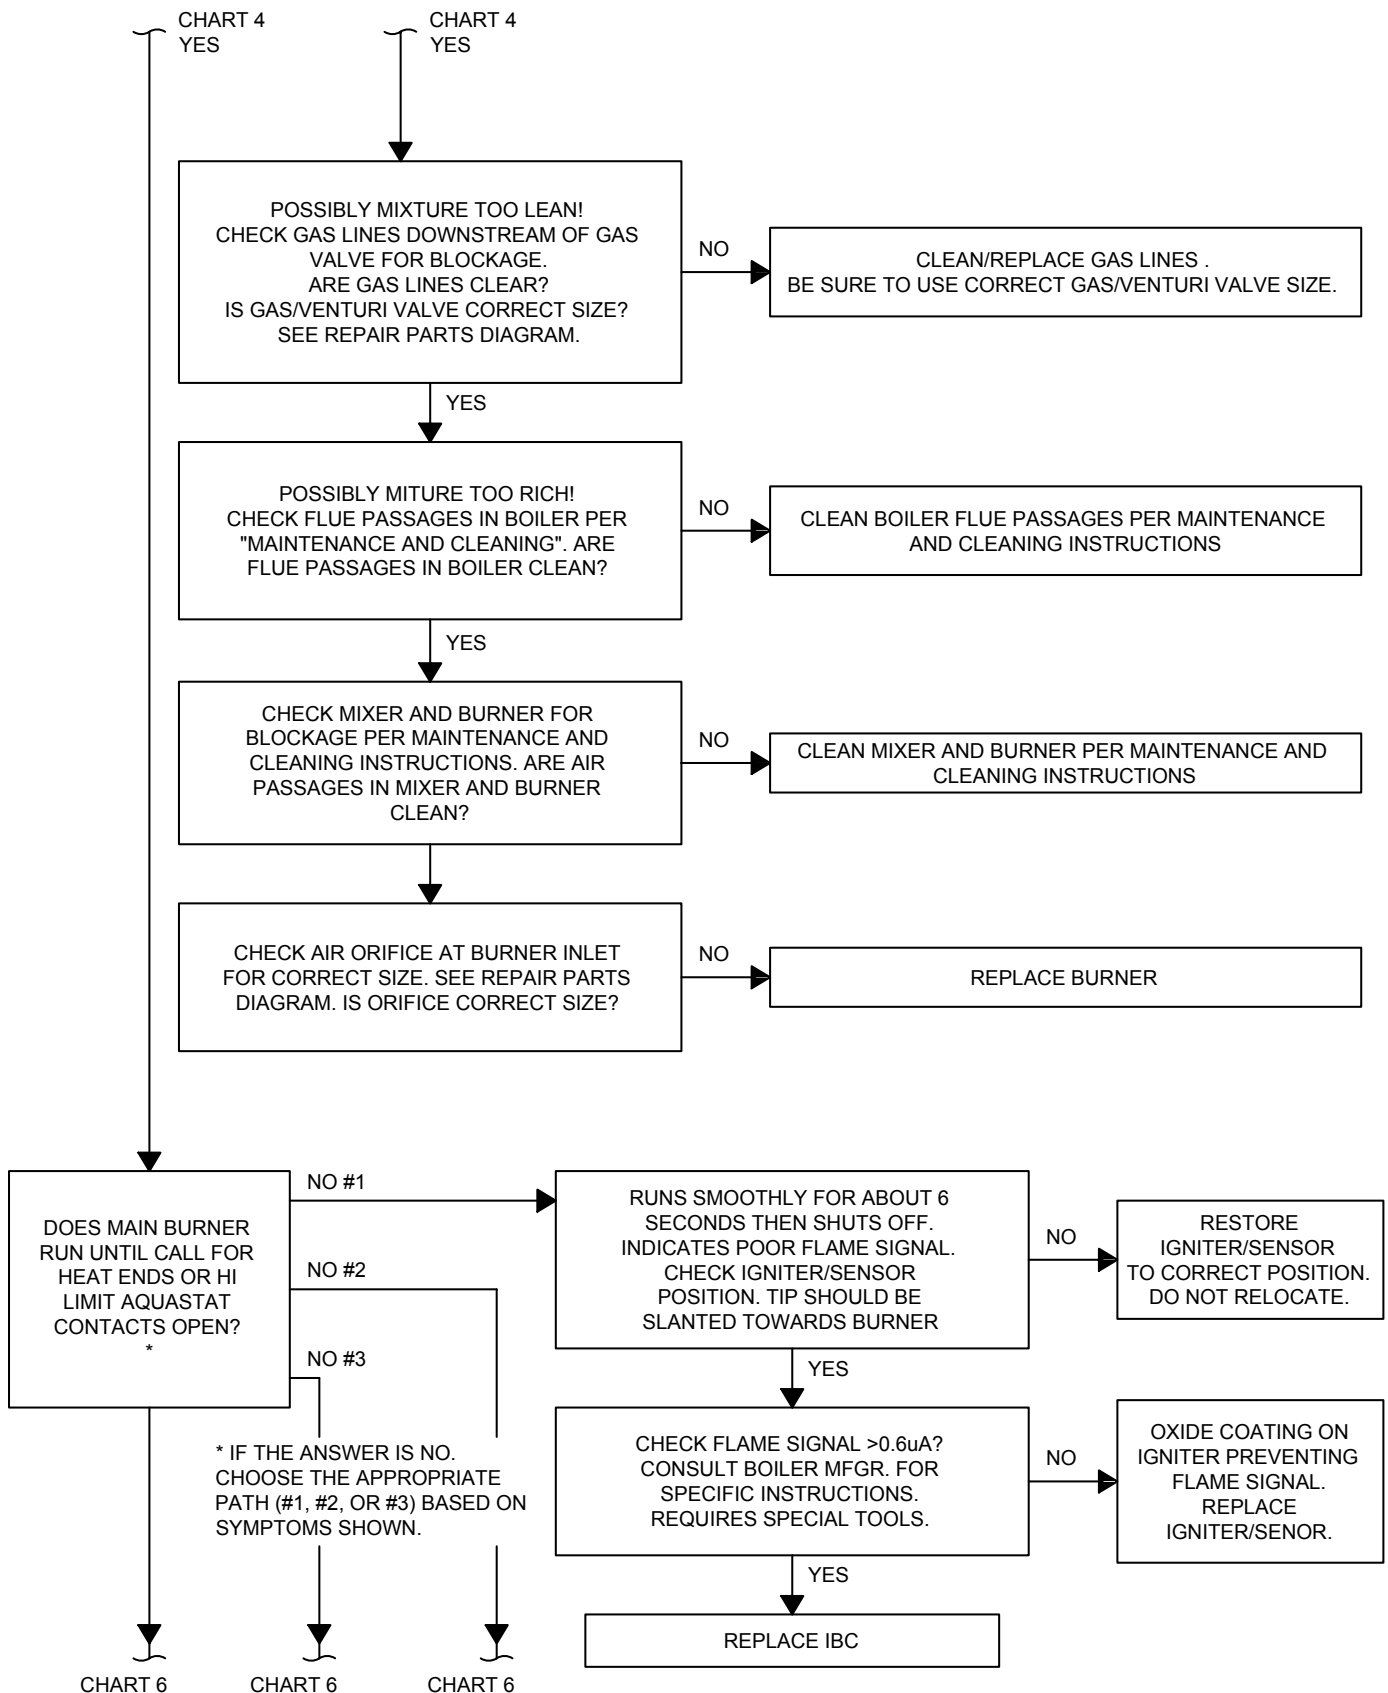 CHART 4
YES
CHART 4
YES
POSSIBLY MIXTURE TOO LEAN!
CHECK GAS LINES DOWNSTREAM OF GAS
VALVE FOR BLOCKAGE.
ARE GAS LINES CLEAR?
IS GAS/VENTURI VALVE CORRECT SIZE?
SEE REPAIR PARTS DIAGRAM.
NO
CLEAN/REPLACE GAS LINES .
BE SURE TO USE CORRECT GAS/VENTURI VALVE SIZE.
YES
POSSIBLY MITURE TOO RICH!
CHECK FLUE PASSAGES IN BOILER PER
"MAINTENANCE AND CLEANING". ARE
FLUE PASSAGES IN BOILER CLEAN?
NO
CLEAN BOILER FLUE PASSAGES PER MAINTENANCE
AND CLEANING INSTRUCTIONS
YES
CHECK MIXER AND BURNER FOR
BLOCKAGE PER MAINTENANCE AND
CLEANING INSTRUCTIONS. ARE AIR
PASSAGES IN MIXER AND BURNER
CLEAN?
NO
CLEAN MIXER AND BURNER PER MAINTENANCE AND
CLEANING INSTRUCTIONS
CHECK AIR ORIFICE AT BURNER INLET
FOR CORRECT SIZE. SEE REPAIR PARTS
DIAGRAM. IS ORIFICE CORRECT SIZE?
NO
REPLACE BURNER
DOES MAIN BURNER
RUN UNTIL CALL FOR
HEAT ENDS OR HI
LIMIT AQUASTAT
CONTACTS OPEN?
*
NO #1
NO #2
NO #3
RUNS SMOOTHLY FOR ABOUT 6
SECONDS THEN SHUTS OFF.
INDICATES POOR FLAME SIGNAL.
CHECK IGNITER/SENSOR
POSITION. TIP SHOULD BE
SLANTED TOWARDS BURNER
NO
RESTORE
IGNITER/SENSOR
TO CORRECT POSITION.
DO NOT RELOCATE.
YES
* IF THE ANSWER IS NO.
CHOOSE THE APPROPRIATE
PATH (#1, #2, OR #3) BASED ON
SYMPTOMS SHOWN.
CHECK FLAME SIGNAL >0.6uA?
CONSULT BOILER MFGR. FOR
SPECIFIC INSTRUCTIONS.
REQUIRES SPECIAL TOOLS.
NO
OXIDE COATING ON
IGNITER PREVENTING
FLAME SIGNAL.
REPLACE
IGNITER/SENOR.
YES
REPLACE IBC
CHART 6
CHART 6
CHART 6